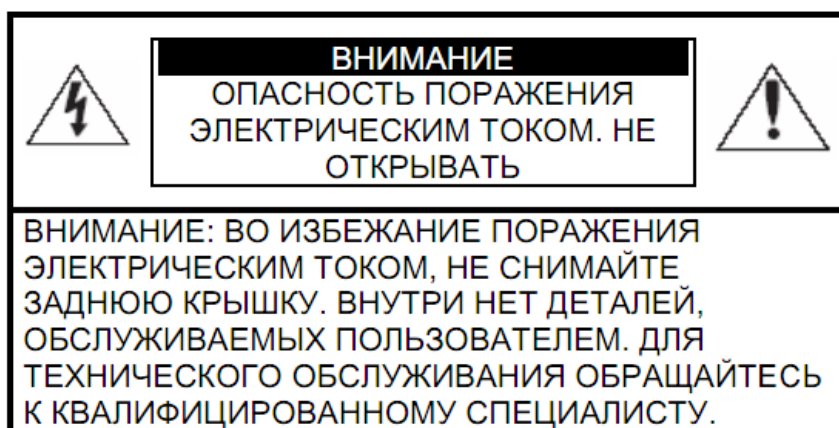 ВНИМАНИЕ
ОПАСНОСТЬ ПОРАЖЕНИЯ
ЭЛЕКТРИЧЕСКИМ ТОКОМ. НЕ
ОТКРЫВАТЬ
ВНИМАНИЕ: ВО ИЗБЕЖАНИЕ ПОРАЖЕНИЯ
ЭЛЕКТРИЧЕСКИМ ТОКОМ, НЕ СНИМАЙТЕ
ЗАДНЮЮ КРЫШКУ. ВНУТРИ НЕТ ДЕТАЛЕЙ,
ОБСЛУЖИВАЕМЫХ ПОЛЬЗОВАТЕЛЕМ. ДЛЯ
ТЕХНИЧЕСКОГО ОБСЛУЖИВАНИЯ ОБРАЩАЙТЕСЬ
К КВАЛИФИЦИРОВАННОМУ СПЕЦИАЛИСТУ.